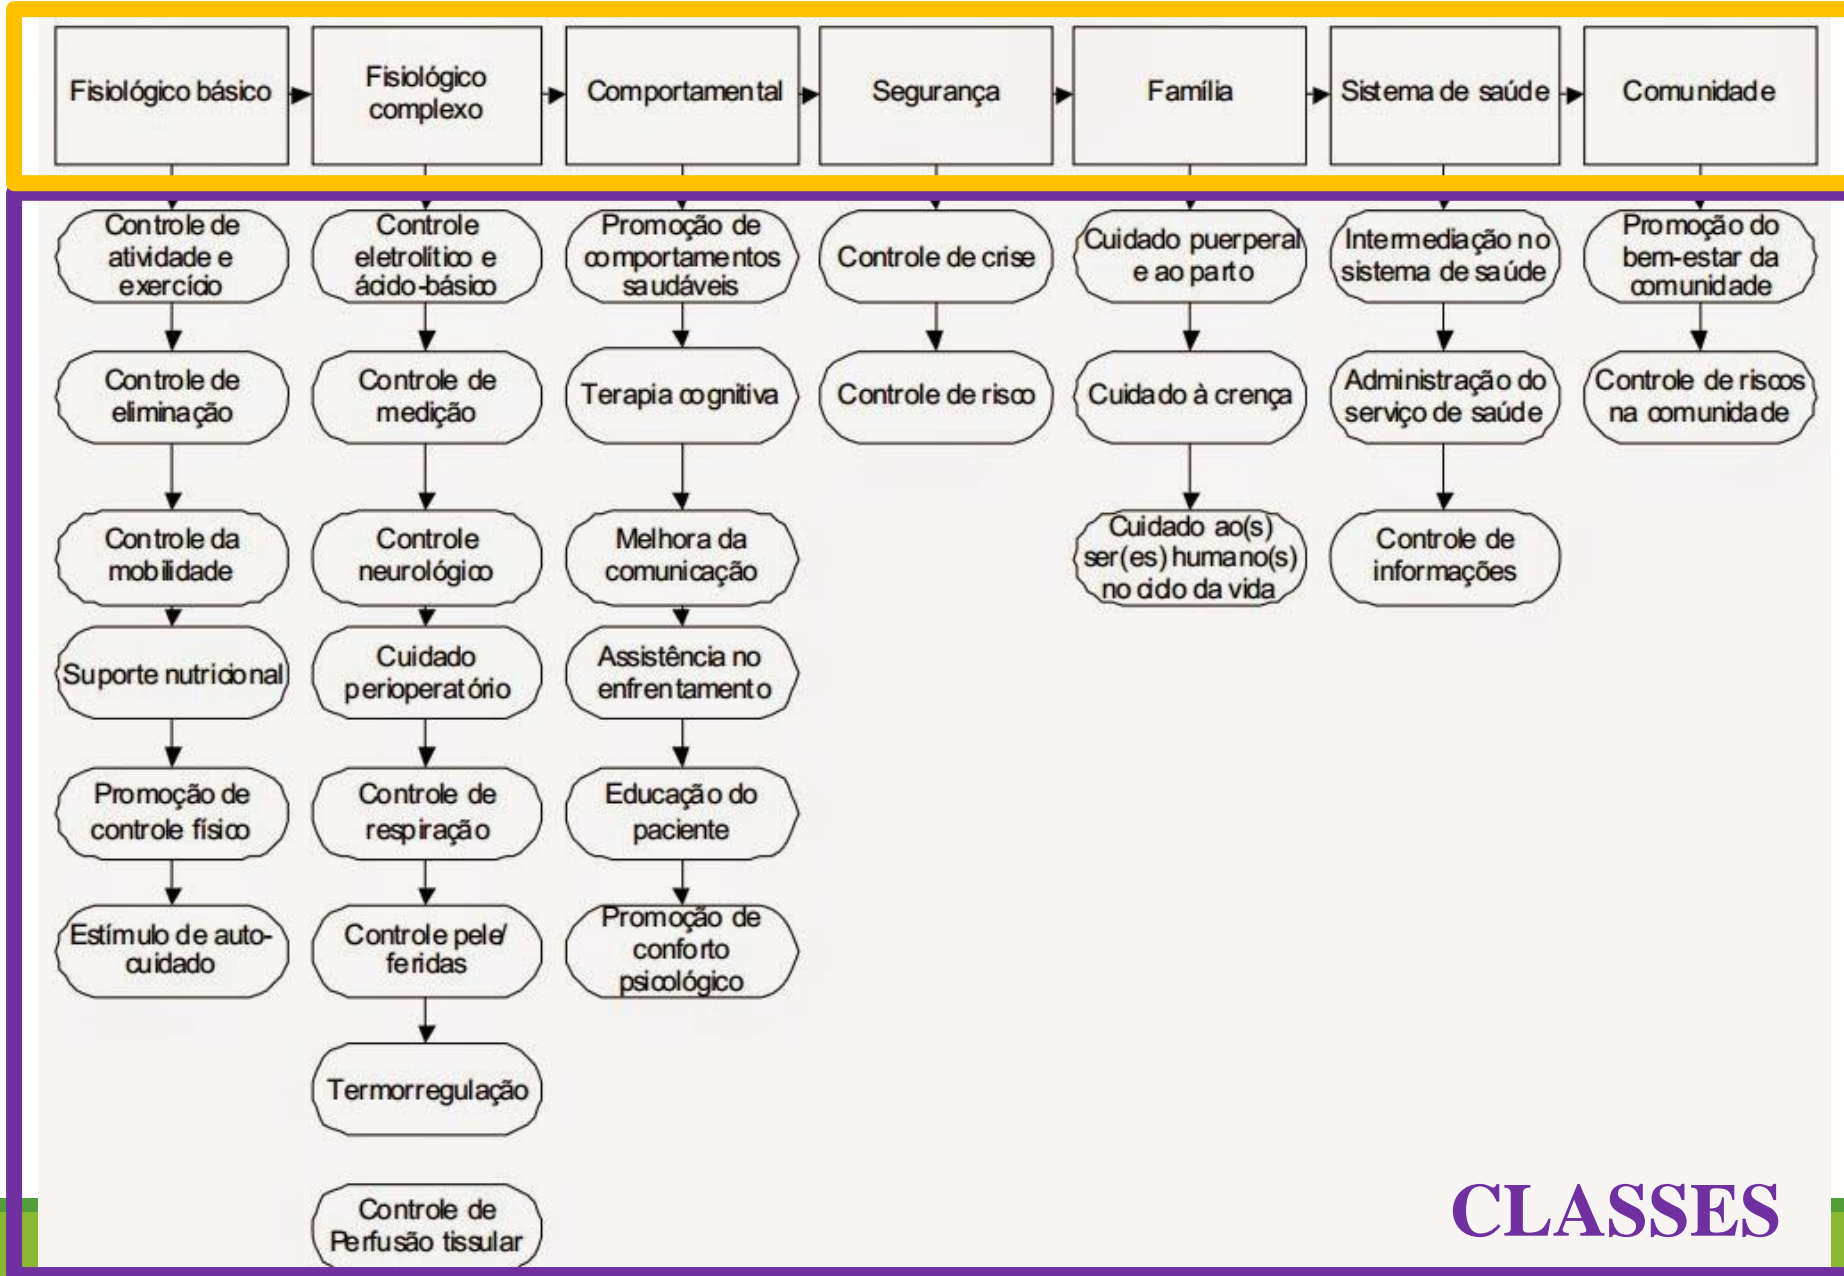 Fisiológico básico
Fisiológico
complexo
Comportamental
Segurança
Família
Sistema de saúde
Comunidade
Controle de
atividade e
exercício
Controle
eletrolítico e
ácido-básico
Promoção de
comportamentos
saudáveis
Controle de crise
Cuidado puerperal
e ao parto
Intermediação no
sistema de saúde
Promoção do
bem-estar da
comunidade
Controle de
eliminação
Controle de
medição
Terapia cognitiva
Controle de risco
Cuidado à crença
Administração do
serviço de saúde
Controle de riscos
na comunidade
Controle da
mobilidade
Controle
neurológico
Melhora da
comunicação
Cuidado ao(s)
ser(es) humano(s)
no ciclo da vida
Controle de
informações
Suporte nutricional
Cuidado
perioperatório
Assistência no
enfrentamento
Promoção de
controle físico
Controle de
respiração
Educação do
paciente
Estímulo de auto-
cuidado
Controle pele/
feridas
Promoção de
conforto
psicológico
Termorregulação
Controle de
Perfusão tissular
CLASSES